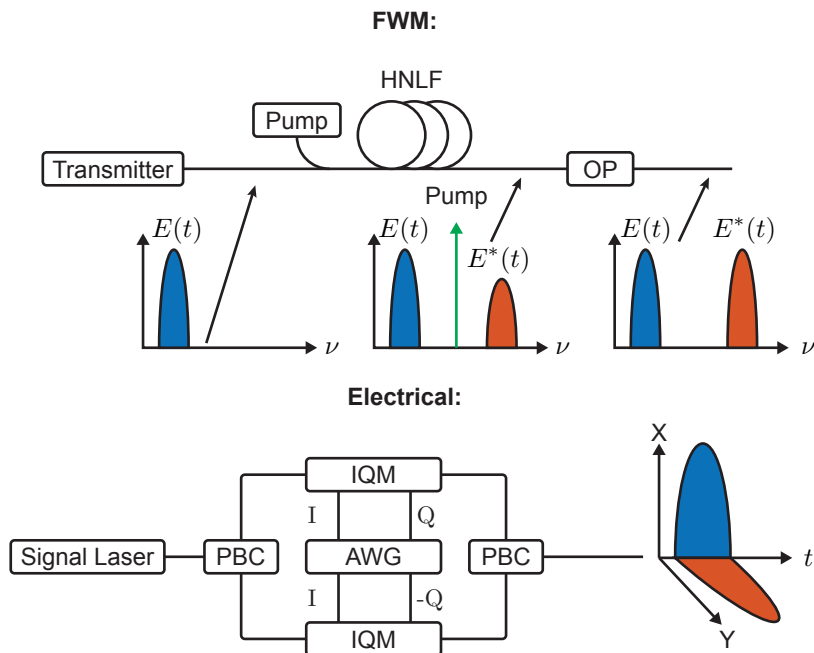 FWM:
HNLF
Pump
Transmitter
OP
Pump
E(t)
E(t)
E*(t)
E(t)
E*(t)
ν
ν
ν
Electrical:
X
IQM
I
Q
Signal Laser
PBC
AWG
PBC
t
I
-Q
IQM
Y